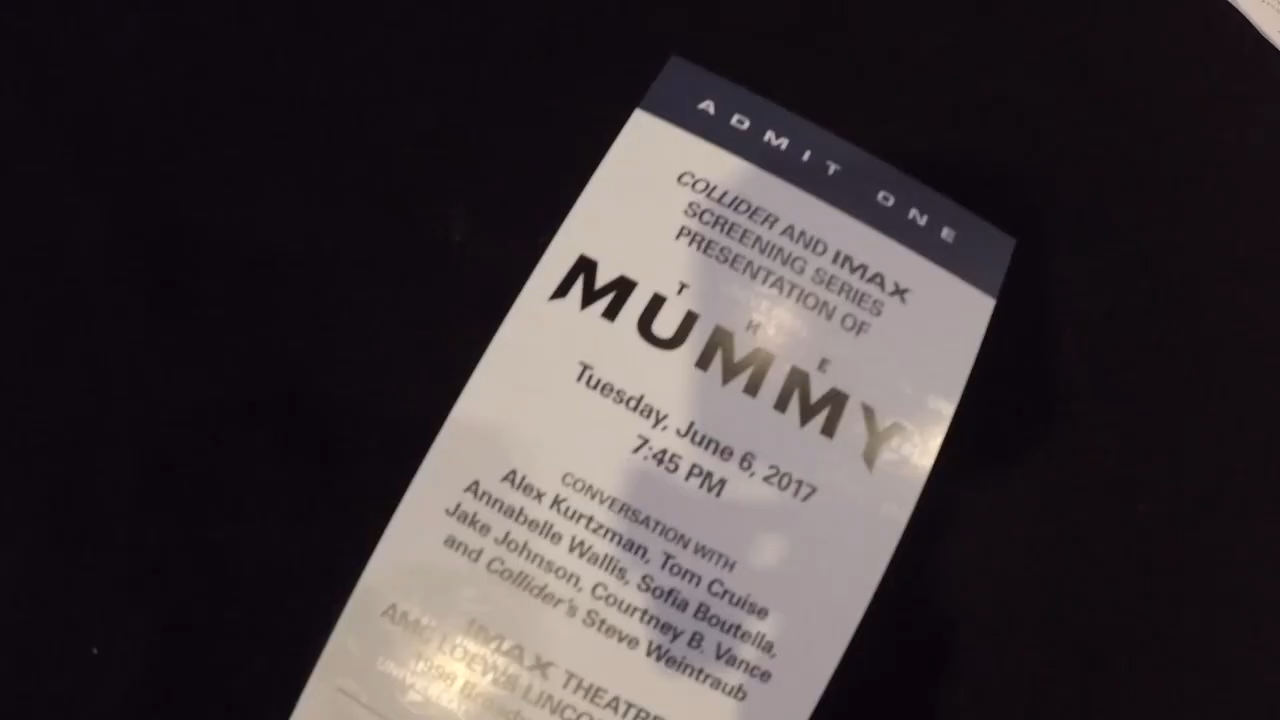 ADMIT ONE
COLLIDER AND IMAX
SCREENING SERIES
PRESENTATION OF
THE
MUMMY
Tuesday, June 6, 2017
7:45 PM
CONVERSATION WITH
Alex Kurtzman, Tom Cruise
Annabelle Wallis, Sofia Boutella,
Jake Johnson, Courtney B. Vance
and Collider's Steve Weintraub
IMAX THEATRE
AMC LOEWS LINCO
1998 B